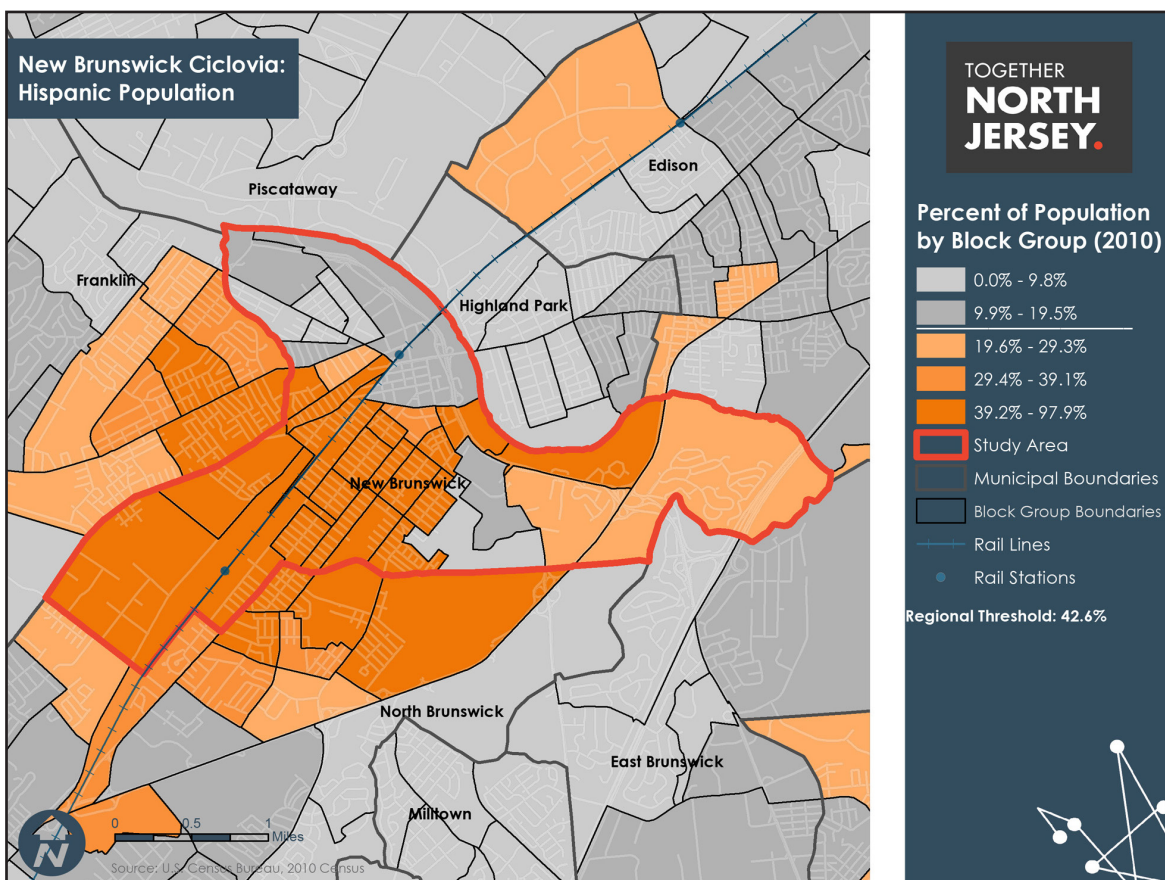 New Brunswick Ciclovia:
Hispanic Population
Piscataway
Edison
Franklin
Highland Park
New Brunswick
North Brunswick
East Brunswick
Milltown
0 0.5 1
Miles
N
Source: U.S. Census Bureau, 2010 Census
TOGETHER
NORTH
JERSEY.
Percent of Population
by Block Group (2010)
0.0% - 9.8%
9.9% - 19.5%
19.6% - 29.3%
29.4% - 39.1%
39.2% - 97.9%
Study Area
Municipal Boundaries
Block Group Boundaries
Rail Lines
Rail Stations
Regional Threshold: 42.6%